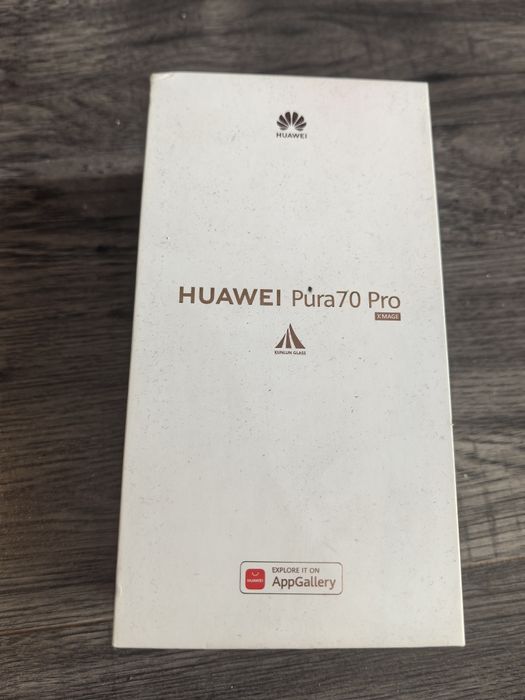 HUAWEI
HUAWEI Pura70 Pro
XMAGE
KUNLUN GLASS
EXPLORE IT ON
HUAWEI AppGallery